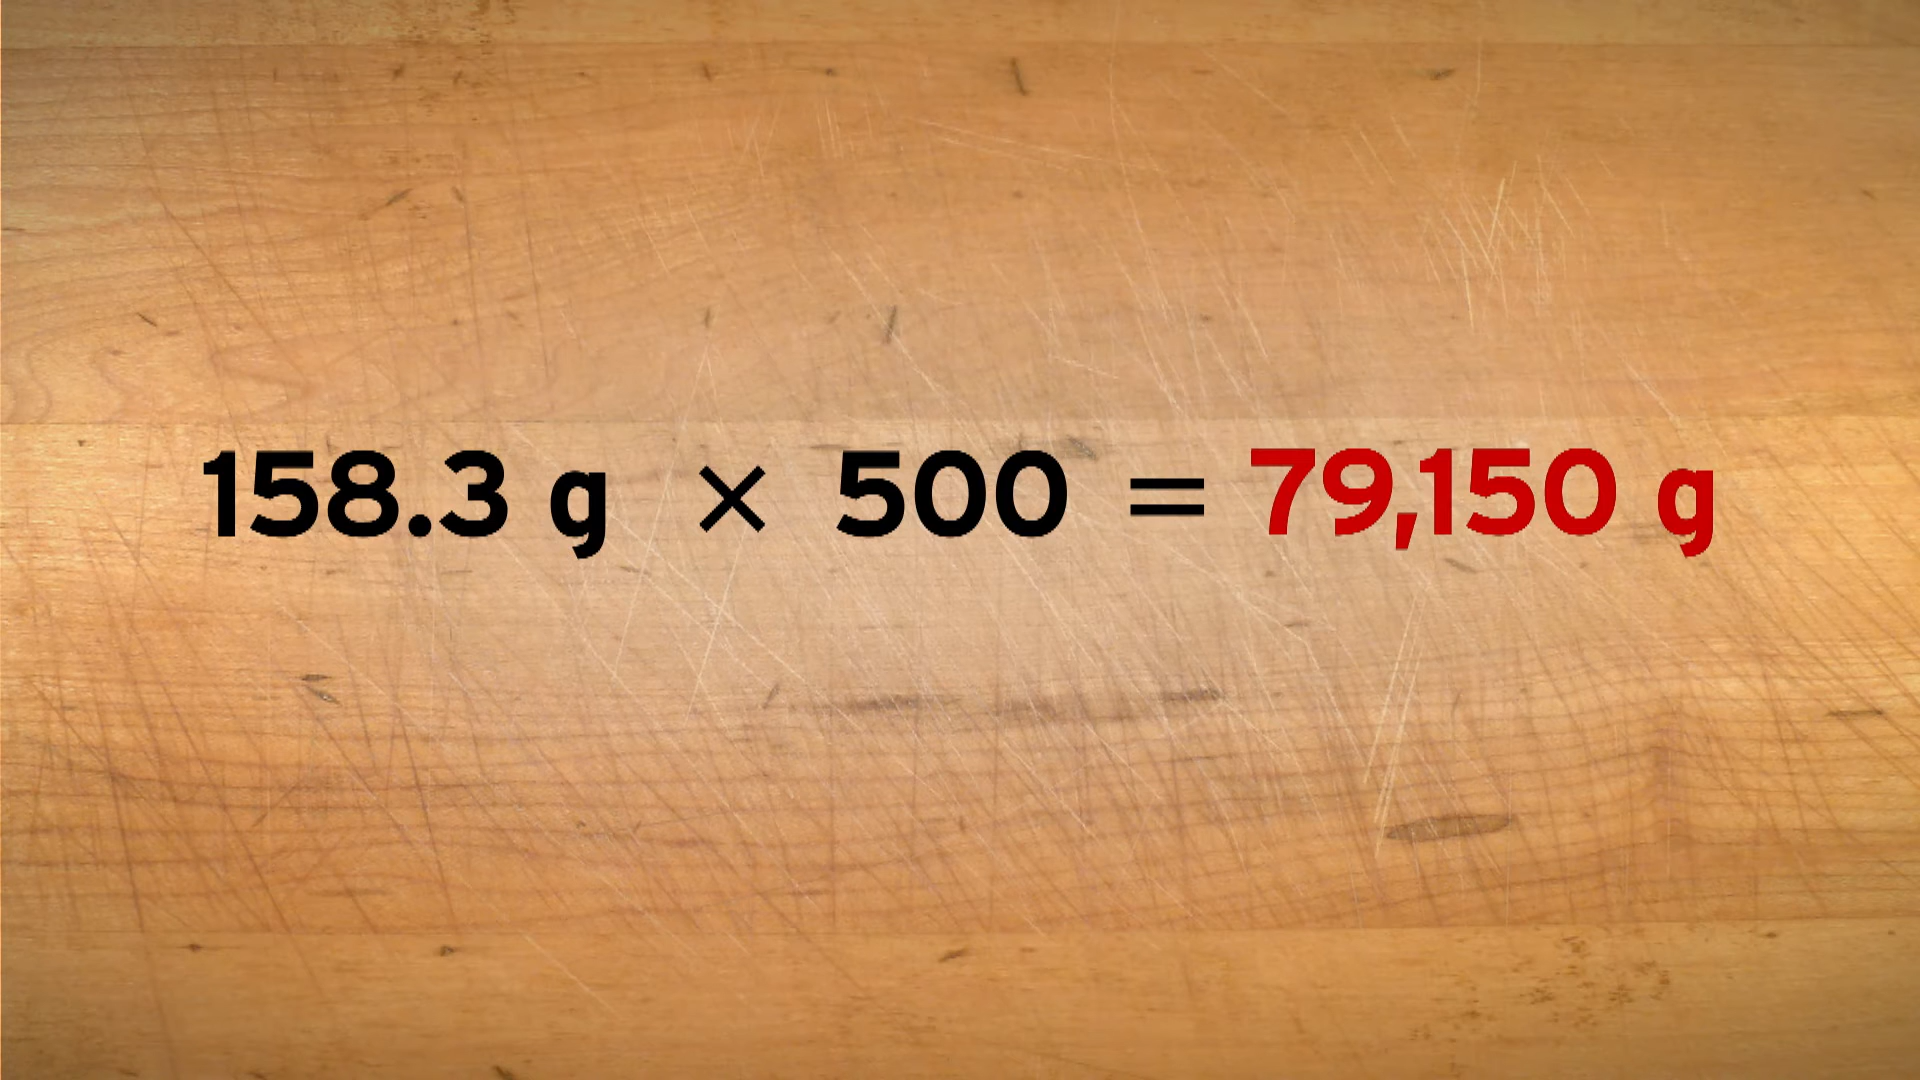 158.3 g × 500 = 79,150 g